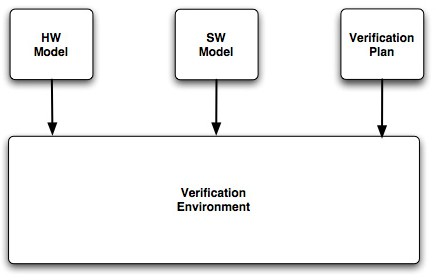 HW
Model
SW
Model
Verification
Plan
Verification
Environment